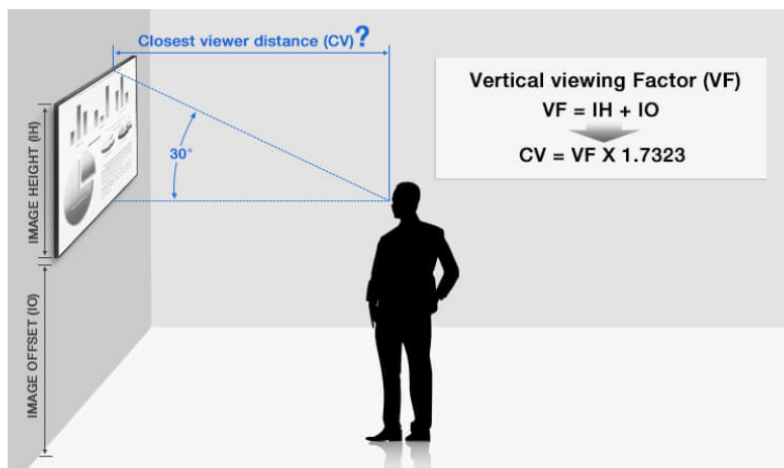 Closest viewer distance (CV)?
30°
IMAGE HEIGHT (IH)
IMAGE OFFSET (IO)
Vertical viewing Factor (VF)
VF = IH + IO
CV = VF X 1.7323